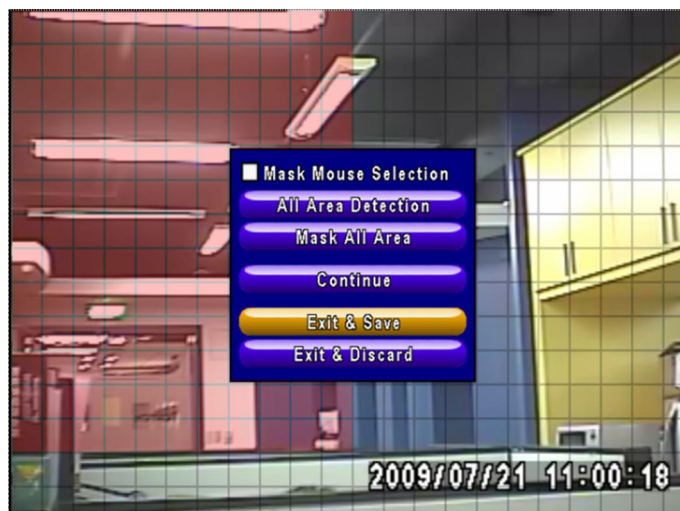 Mask Mouse Selection
All Area Detection
Mask All Area
Continue
Exit & Save
Exit & Discard
2009/07/21 11:00:18